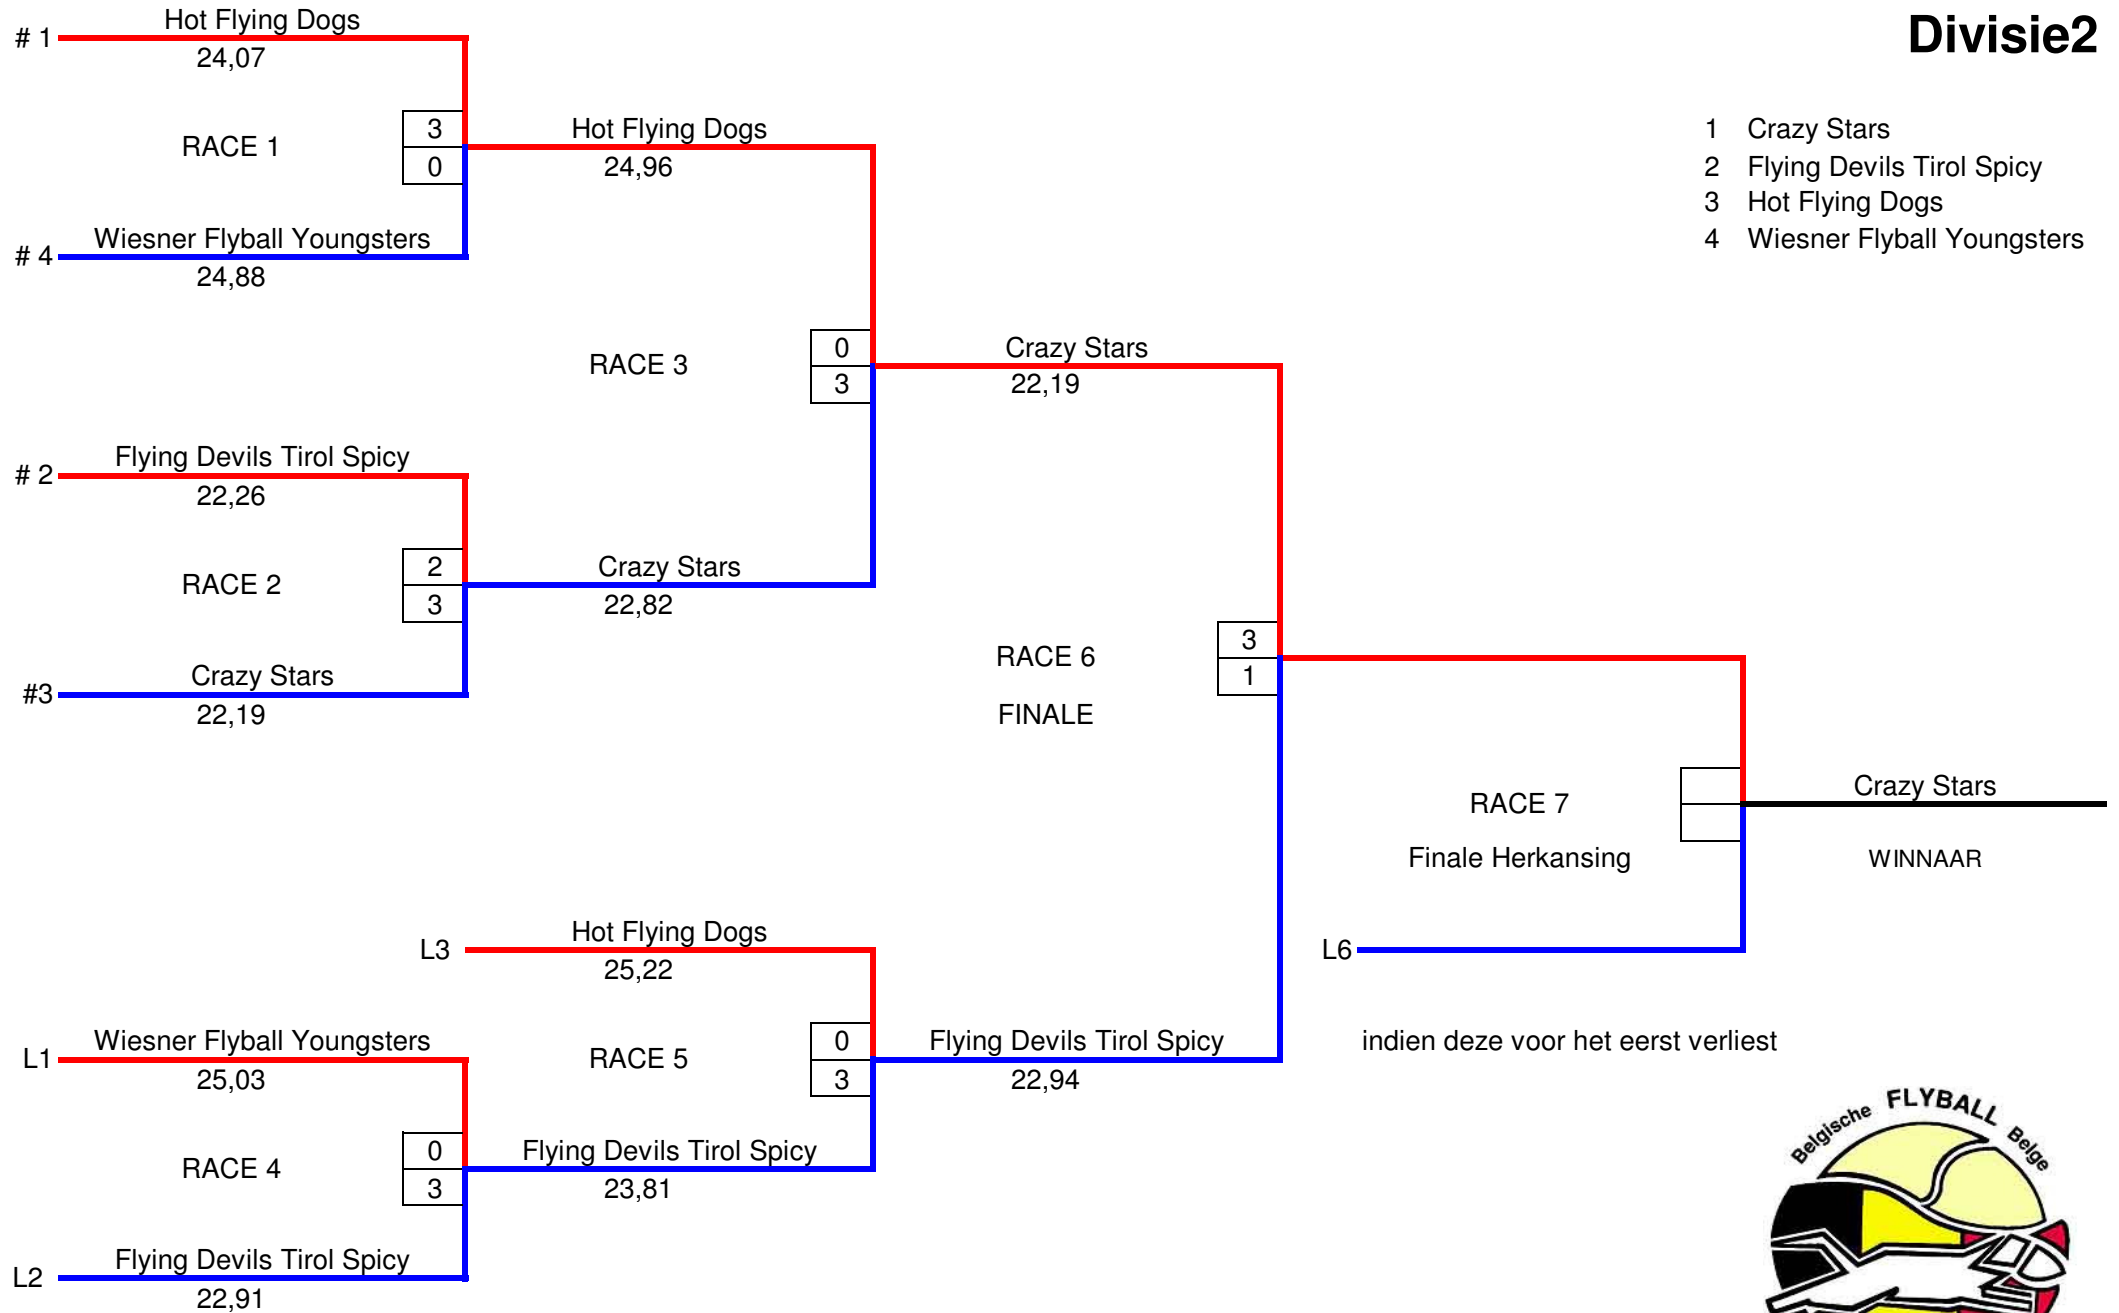 Divisie2
# 1
Hot Flying Dogs
24,07
RACE 1
3
0
# 4
Wiesner Flyball Youngsters
24,88
Hot Flying Dogs
24,96
1 Crazy Stars
2 Flying Devils Tirol Spicy
3 Hot Flying Dogs
4 Wiesner Flyball Youngsters
RACE 3
0
3
Crazy Stars
22,19
# 2
Flying Devils Tirol Spicy
22,26
RACE 2
2
3
Crazy Stars
22,82
#3
Crazy Stars
22,19
RACE 6
3
1
FINALE
RACE 7
Finale Herkansing
Crazy Stars
WINNAAR
L3
Hot Flying Dogs
25,22
L6
L1
Wiesner Flyball Youngsters
25,03
RACE 5
0
3
Flying Devils Tirol Spicy
22,94
indien deze voor het eerst verliest
RACE 4
0
3
Flying Devils Tirol Spicy
23,81
L2
Flying Devils Tirol Spicy
22,91
Belgische FLYBALL Belge